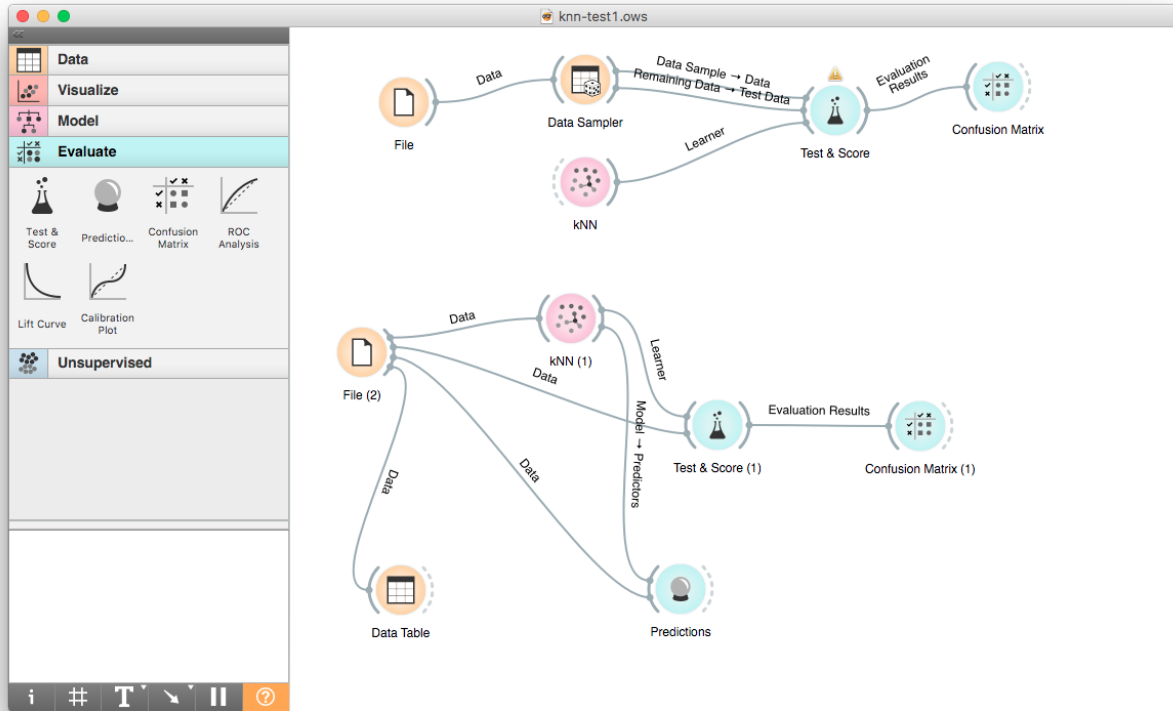 knn-test1.ows
Data
Visualize
Model
Evaluate
Test &
Score
Predictio...
Confusion
Matrix
ROC
Analysis
Lift Curve
Calibration
Plot
Unsupervised
i
T
?
File
Data
Data Sampler
Data Sample → Data
Remaining Data → Test Data
Learner
kNN
Test & Score
Evaluation
Results
Confusion Matrix
File (2)
Data
kNN (1)
Learner
Data
Model → Predictors
Data
Data
Test & Score (1)
Evaluation Results
Confusion Matrix (1)
Data Table
Predictions